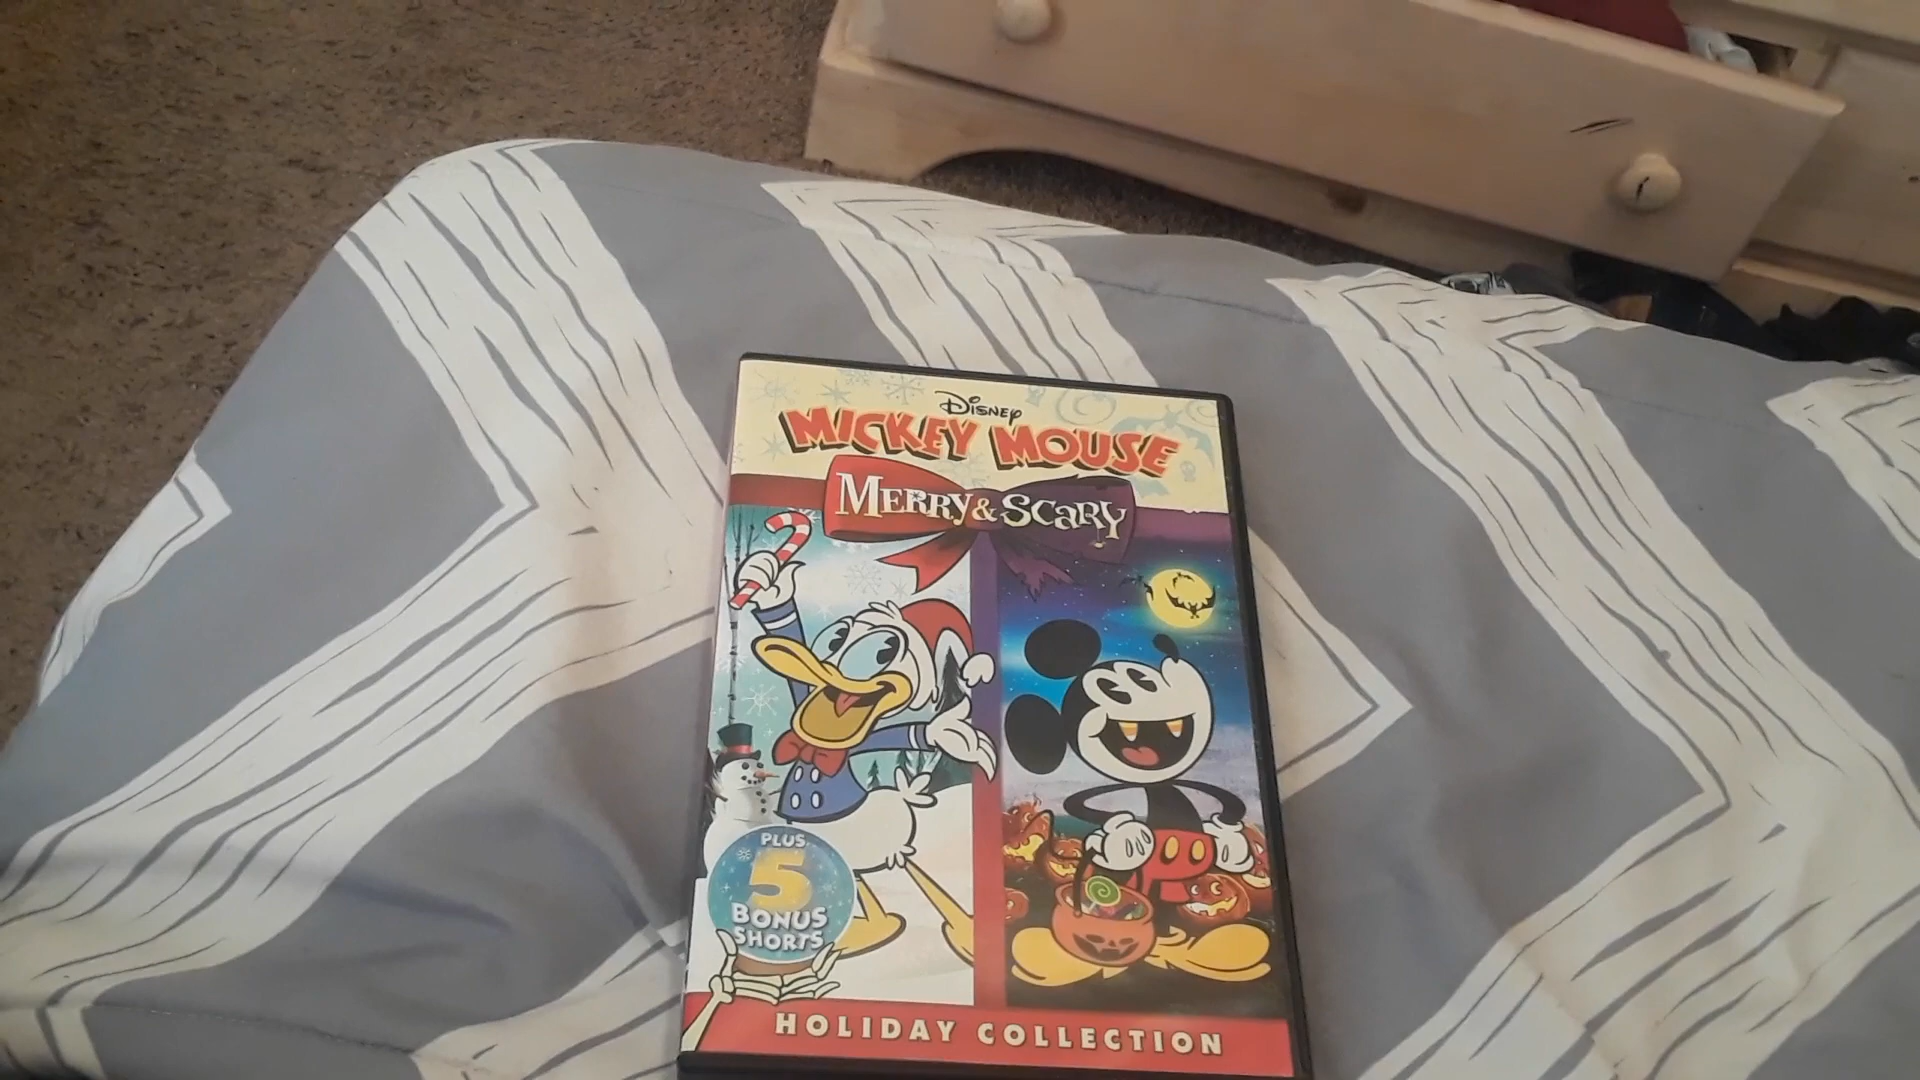 Disney
MICKEY MOUSE
MERRY & SCARY
PLUS
5
BONUS
SHORTS
HOLIDAY COLLECTION